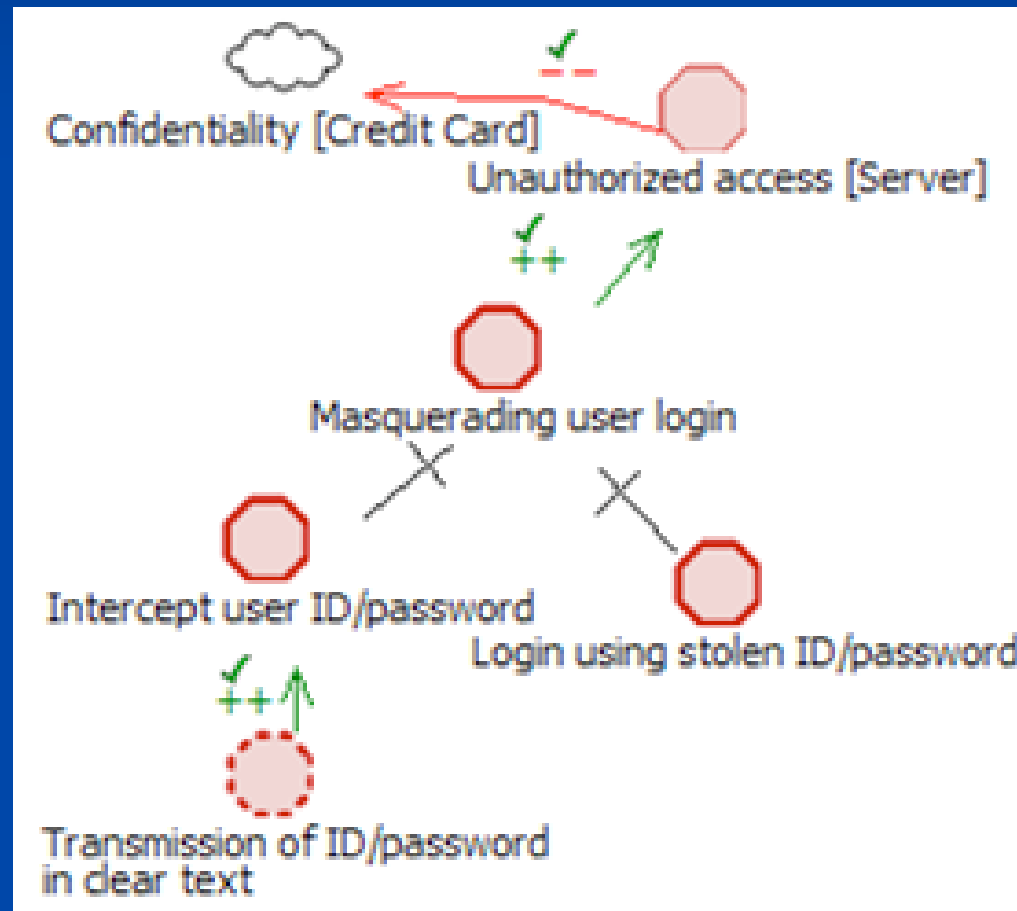 - -
Confidentiality [Credit Card]
Unauthorized access [Server]
++
Masquerading user login
Intercept user ID/password
Login using stolen ID/password
++
Transmission of ID/password
in clear text